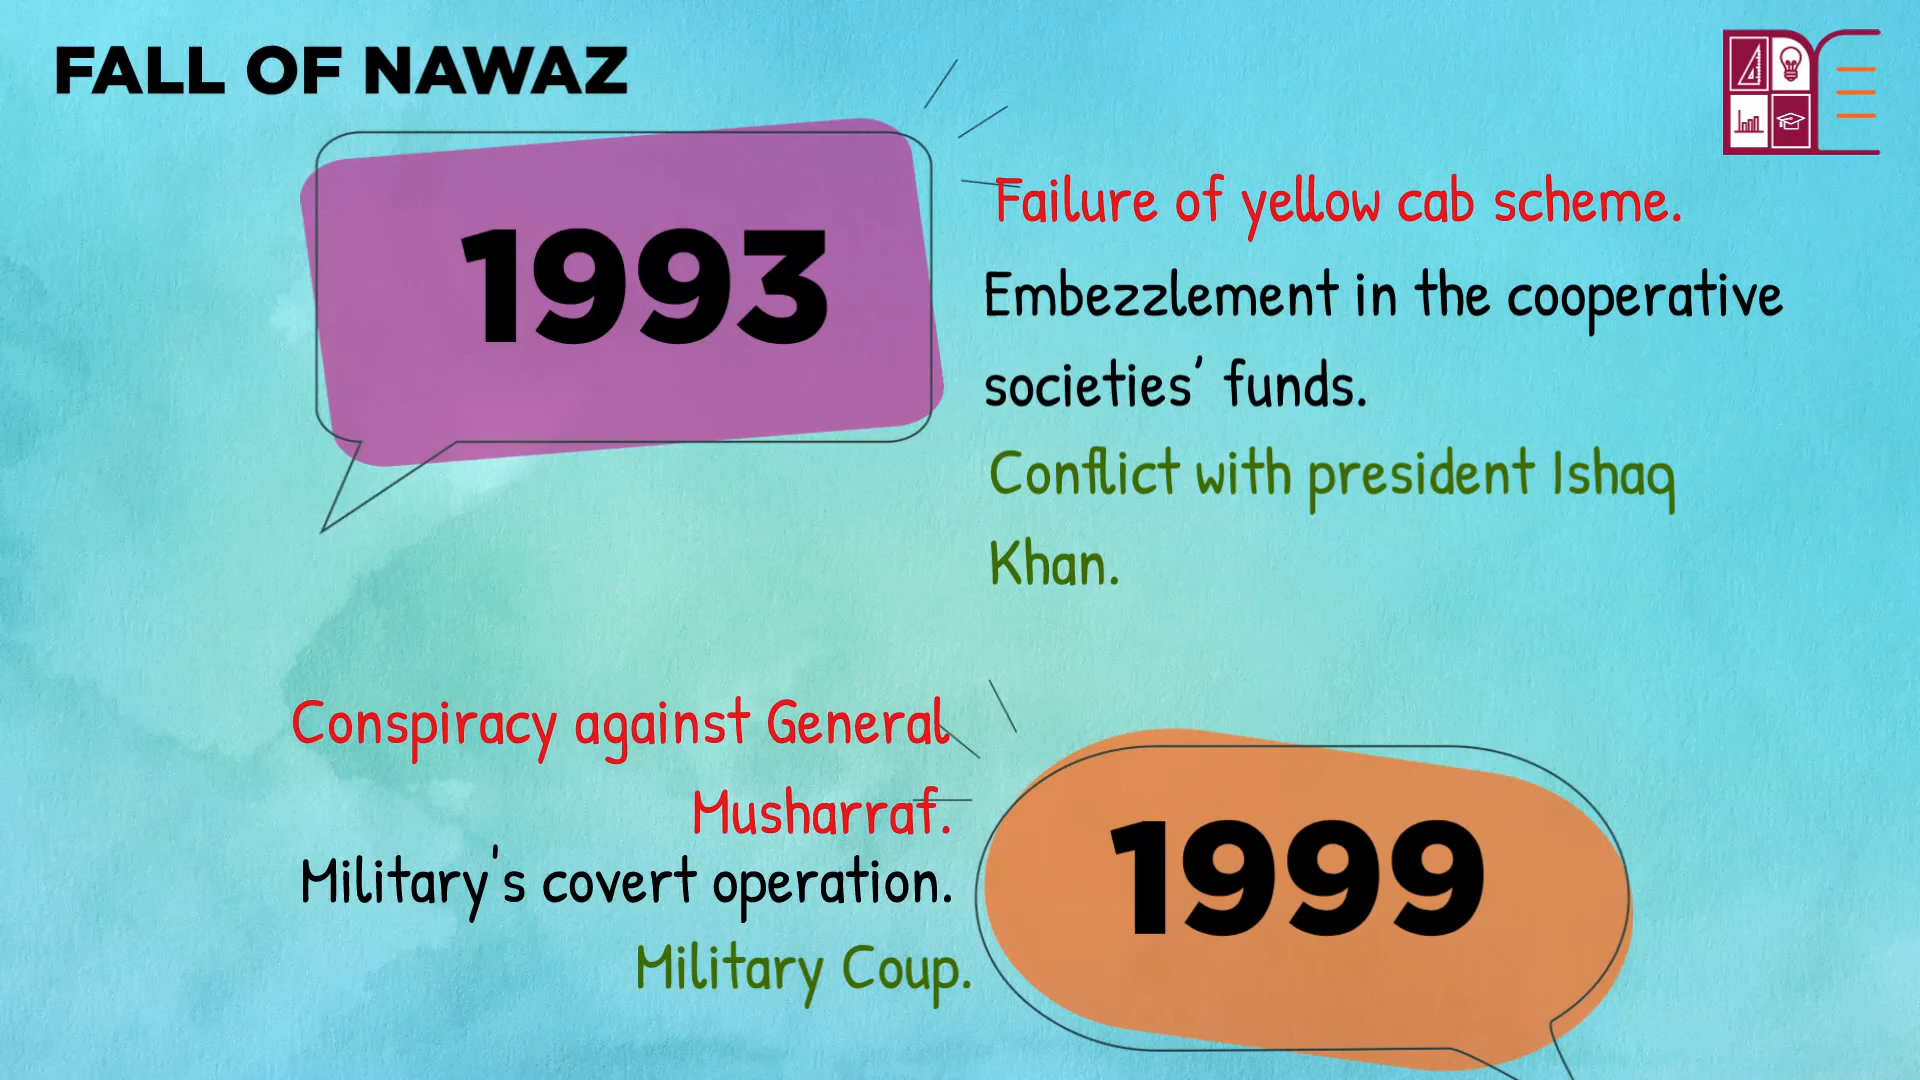 FALL OF NAWAZ
1993
Failure of yellow cab scheme.
Embezzlement in the cooperative
societies’ funds.
Conflict with president Ishaq
Khan.
Conspiracy against General
Musharraf.
Military's covert operation.
Military Coup.
1999